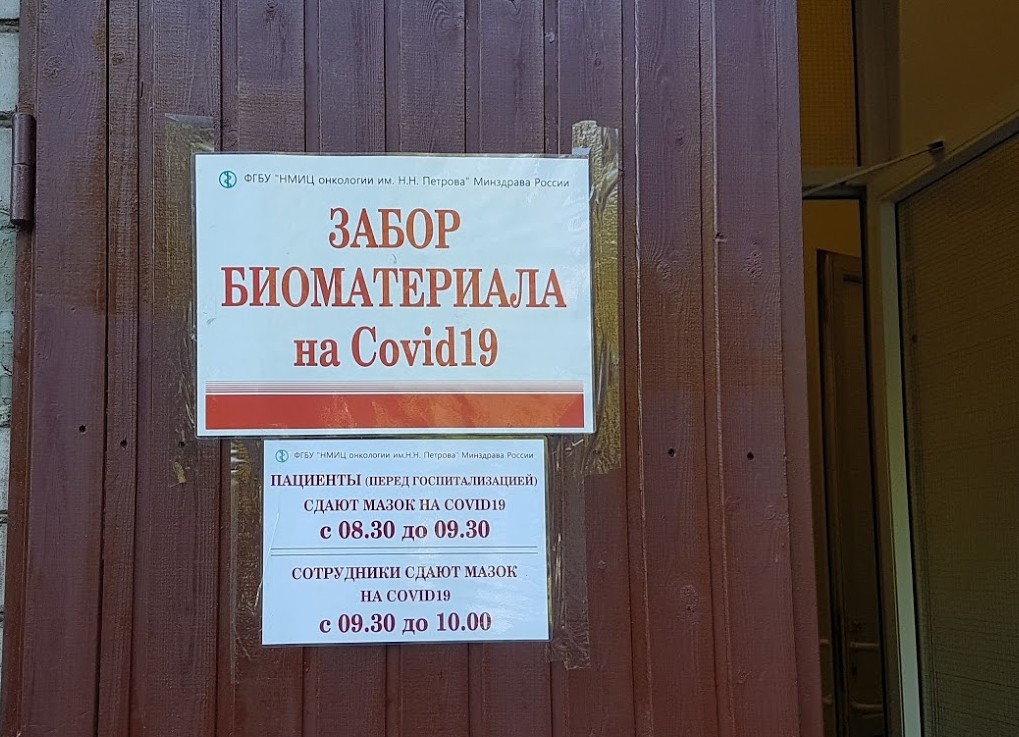 ФГБУ "НМИЦ онкологии им. Н.Н. Петрова" Минздрава России
ЗАБОР
БИОМАТЕРИАЛА
на Covid19
ФГБУ "НМИЦ онкологии им.Н.Н. Петрова" Минздрава России
ПАЦИЕНТЫ (ПЕРЕД ГОСПИТАЛИЗАЦИЕЙ)
СДАЮТ МАЗОК НА COVID19
с 08.30 до 09.30
СОТРУДНИКИ СДАЮТ МАЗОК
НА COVID19
с 09.30 до 10.00